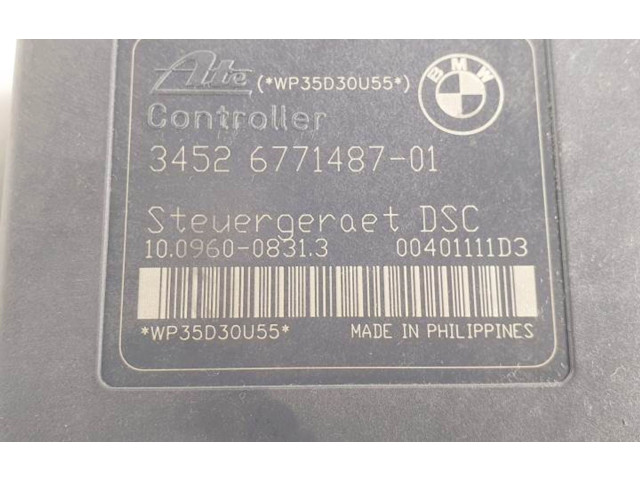 Ate (*WP35D30U55*) BMW
Controller
3452 6771487-01
Steuergeraet DSC
10.0960-0831.3 00401111D3
*WP35D30U55* MADE IN PHILIPPINES